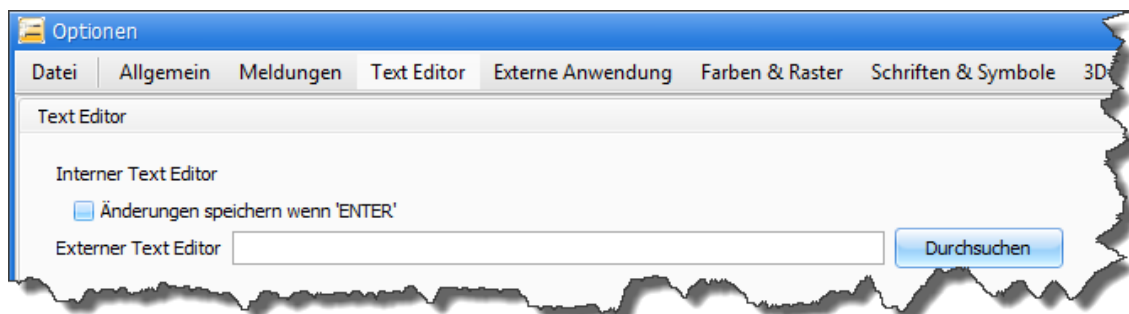 Optionen
Datei Allgemein Meldungen Text Editor Externe Anwendung Farben & Raster Schriften & Symbole 3D
Text Editor
Interner Text Editor
Änderungen speichern wenn 'ENTER'
Externer Text Editor Durchsuchen